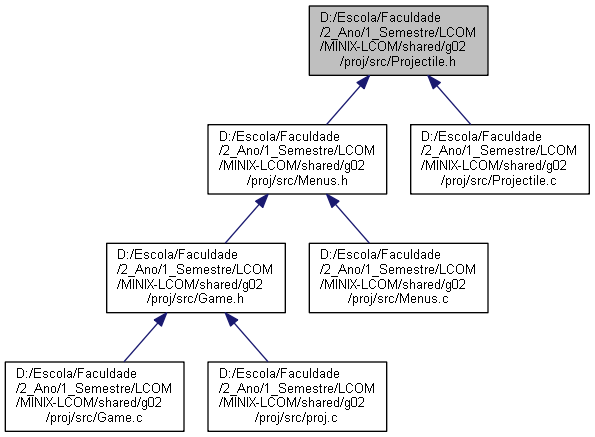 D:/Escola/Faculdade
/2_Ano/1_Semestre/LCOM
/MINIX-LCOM/shared/g02
/proj/src/Projectile.h
D:/Escola/Faculdade
/2_Ano/1_Semestre/LCOM
/MINIX-LCOM/shared/g02
/proj/src/Menus.h
D:/Escola/Faculdade
/2_Ano/1_Semestre/LCOM
/MINIX-LCOM/shared/g02
/proj/src/Projectile.c
D:/Escola/Faculdade
/2_Ano/1_Semestre/LCOM
/MINIX-LCOM/shared/g02
/proj/src/Game.h
D:/Escola/Faculdade
/2_Ano/1_Semestre/LCOM
/MINIX-LCOM/shared/g02
/proj/src/Menus.c
D:/Escola/Faculdade
/2_Ano/1_Semestre/LCOM
/MINIX-LCOM/shared/g02
/proj/src/Game.c
D:/Escola/Faculdade
/2_Ano/1_Semestre/LCOM
/MINIX-LCOM/shared/g02
/proj/src/proj.c